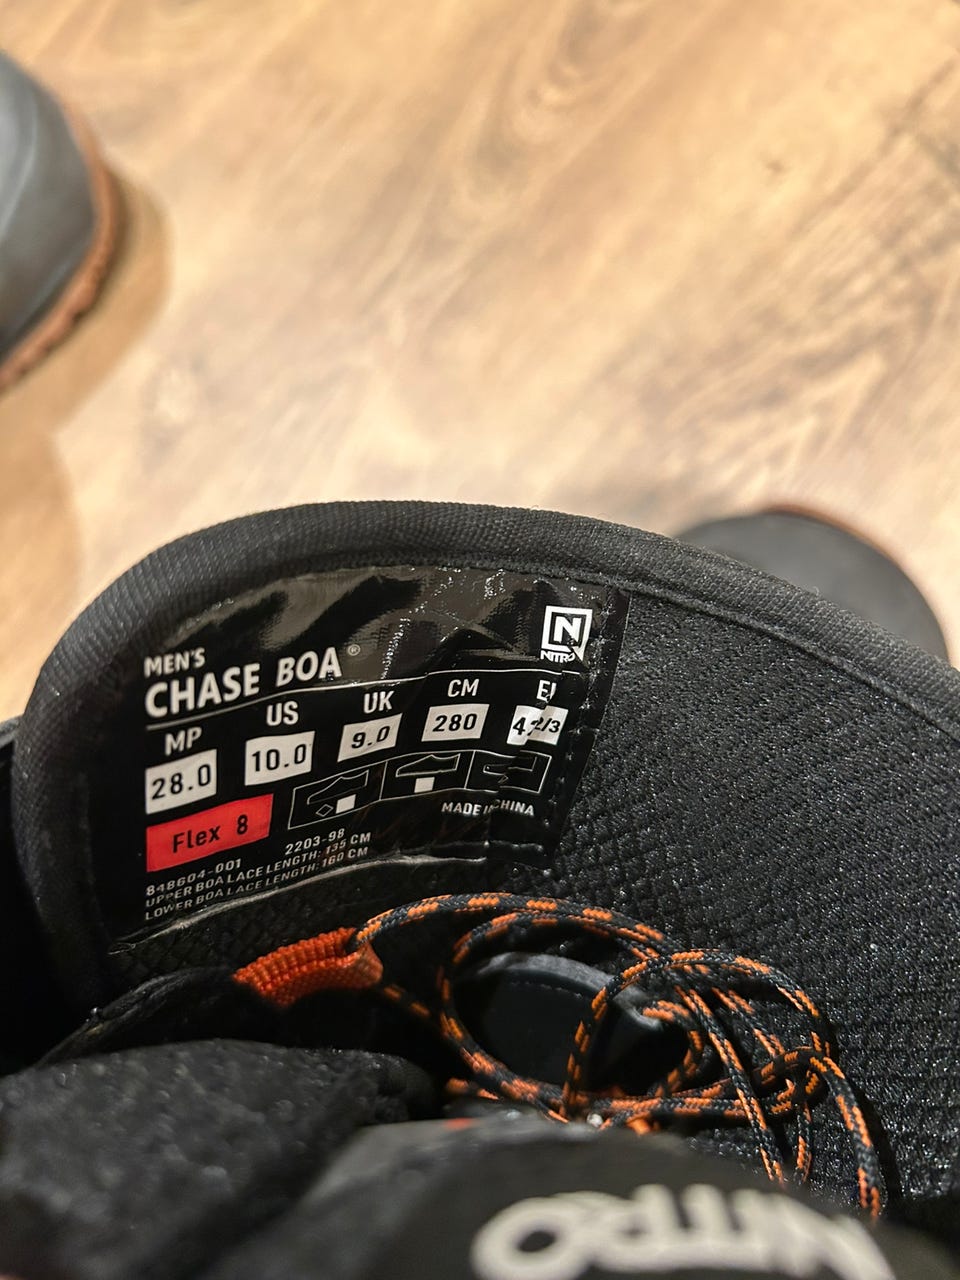 MEN'S
CHASE BOA®
N
NITRO
MP US UK CM
28.0 10.0 9.0 280
Flex 8
MADE IN CHINA
848604-001 2203-98
UPPER BOA LACE LENGTH: 135 CM
LOWER BOA LACE LENGTH: 160 CM
NITRO